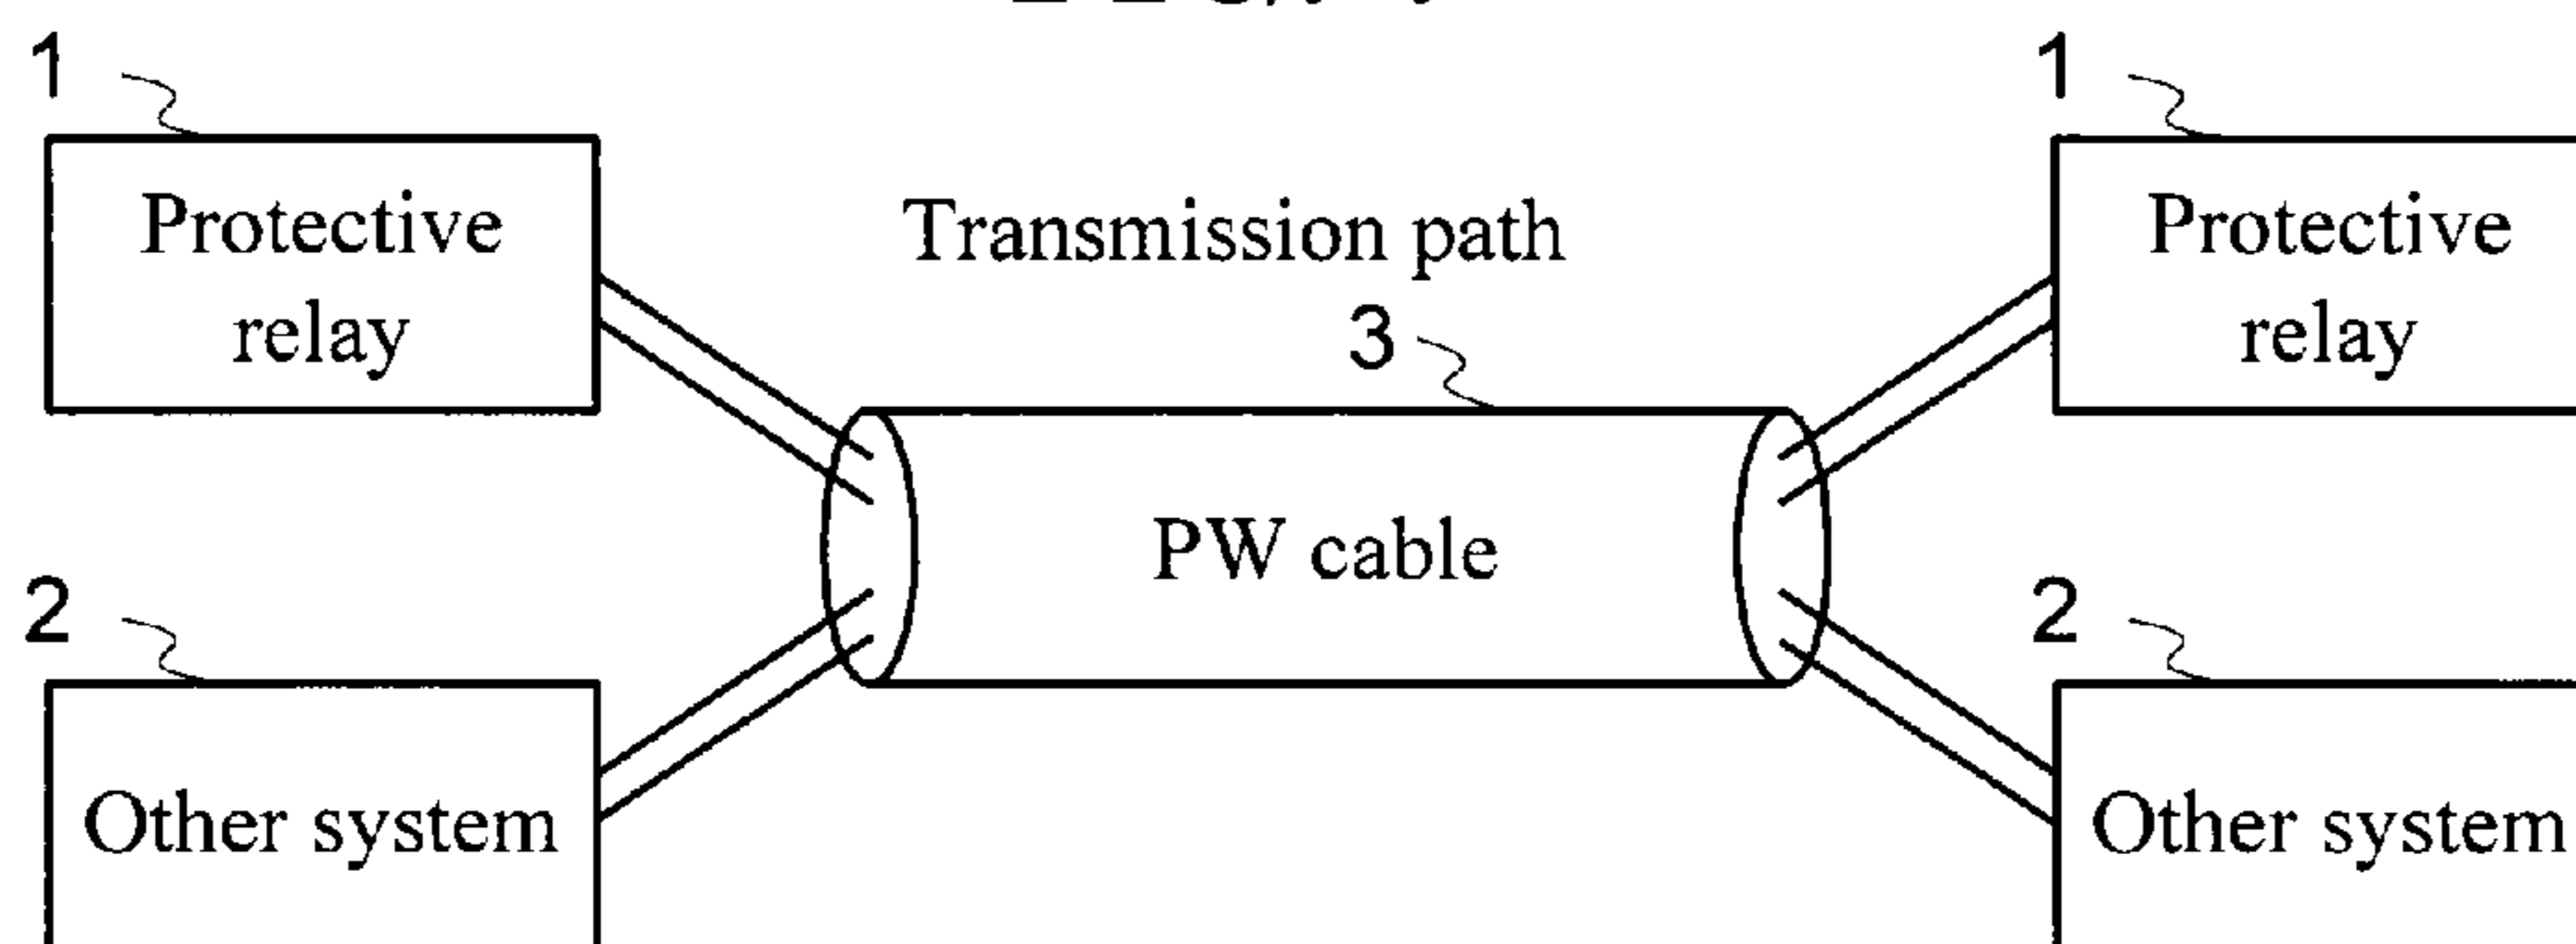 1
1
Protective
relay
Transmission path
Protective
relay
3
PW cable
2
2
Other system
Other system